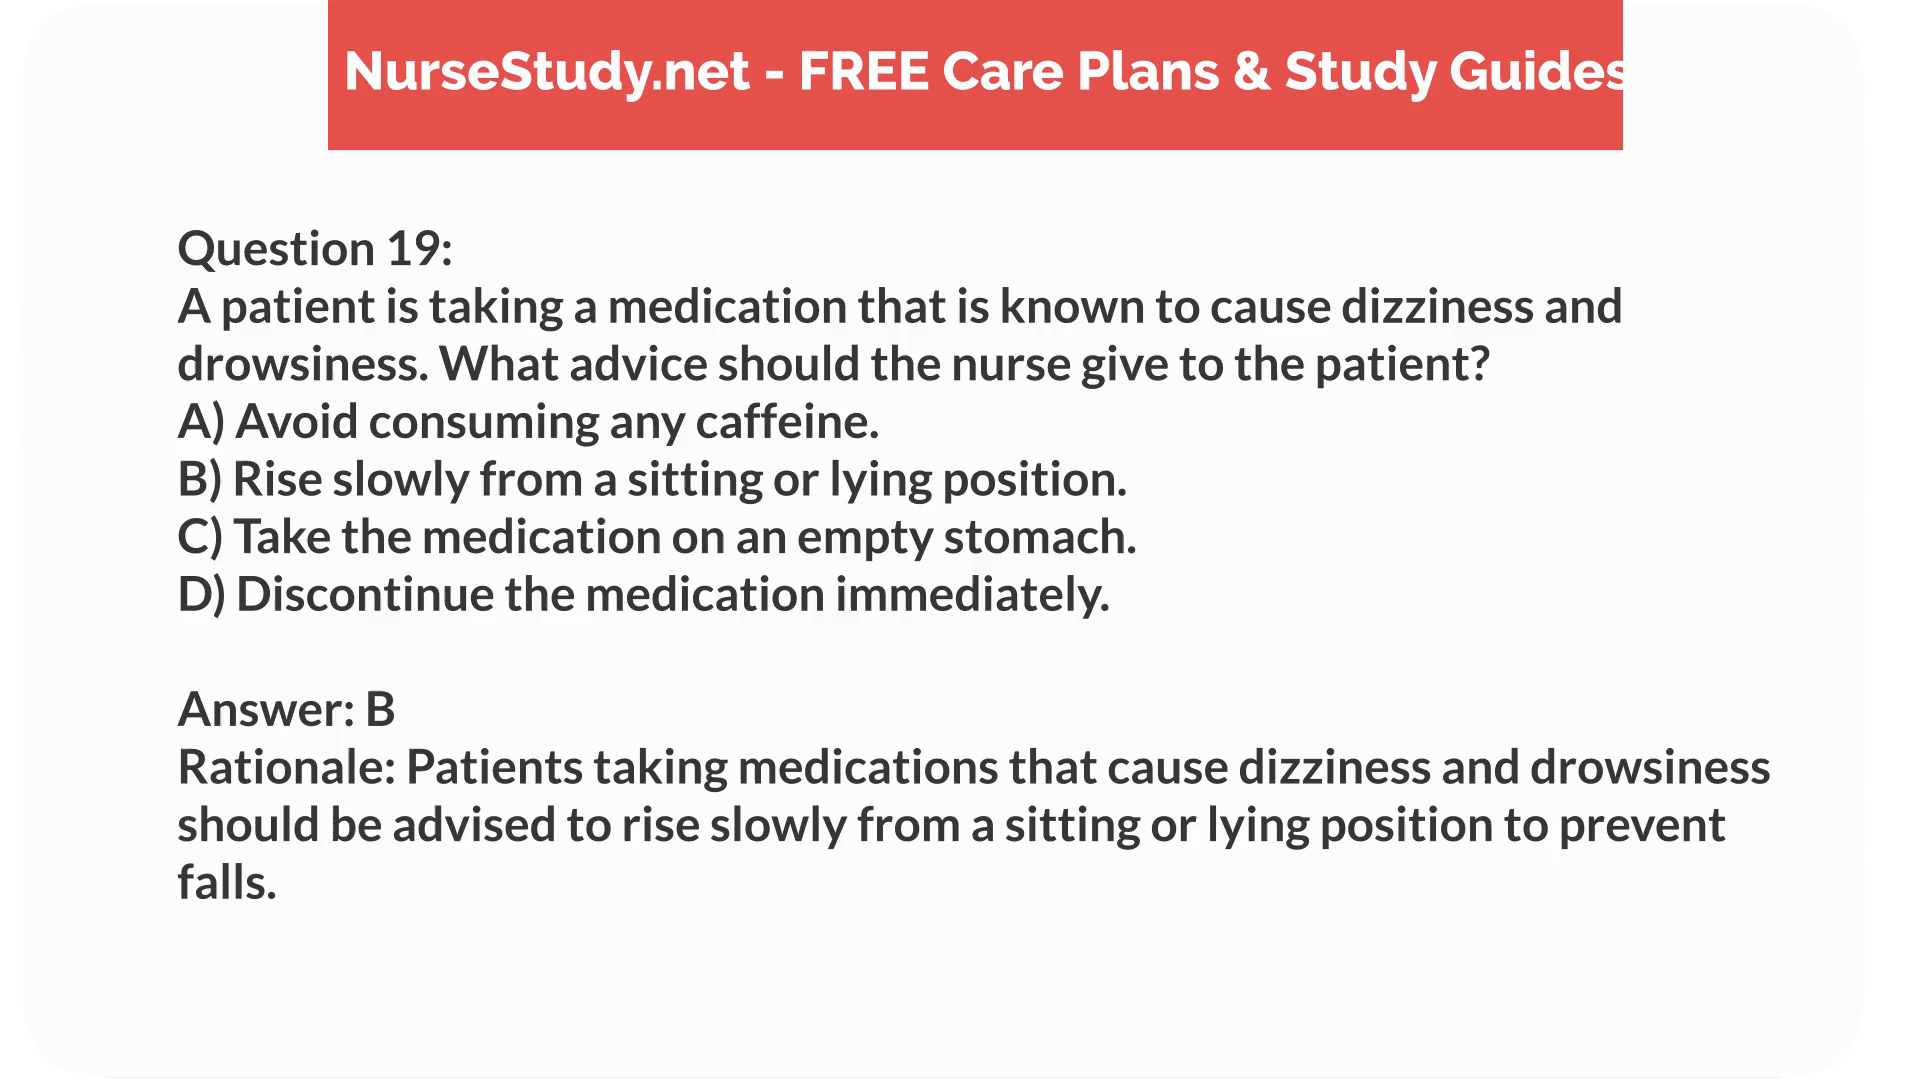 NurseStudy.net - FREE Care Plans & Study Guides
Question 19:
A patient is taking a medication that is known to cause dizziness and
drowsiness. What advice should the nurse give to the patient?
A) Avoid consuming any caffeine.
B) Rise slowly from a sitting or lying position.
C) Take the medication on an empty stomach.
D) Discontinue the medication immediately.
Answer: B
Rationale: Patients taking medications that cause dizziness and drowsiness
should be advised to rise slowly from a sitting or lying position to prevent
falls.